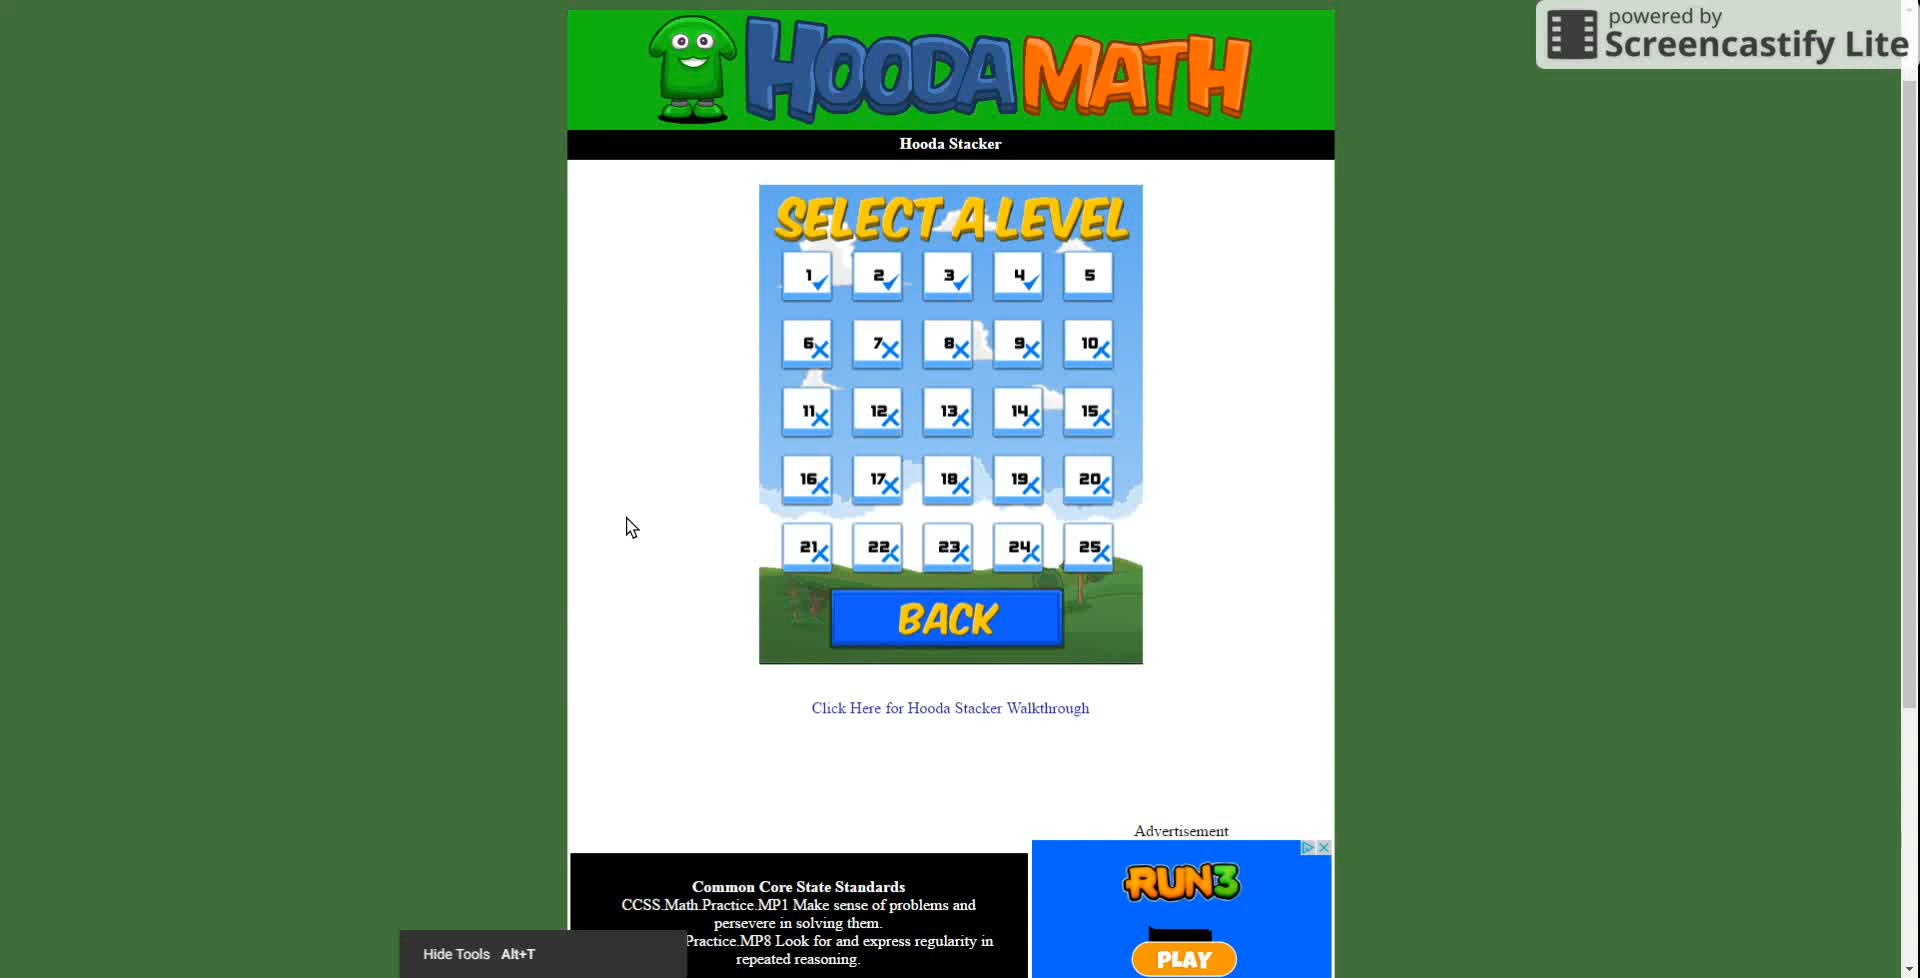 powered by
Screencastify Lite
HOODA MATH
Hooda Stacker
SELECT A LEVEL
1 2 3 4 5
6 7 8 9 10
11 12 13 14 15
16 17 18 19 20
21 22 23 24 25
BACK
Click Here for Hooda Stacker Walkthrough
Advertisement
RUN3
PLAY
Common Core State Standards
CCSS.Math.Practice.MP1 Make sense of problems and
persevere in solving them.
Practice.MP8 Look for and express regularity in
repeated reasoning.
Hide Tools Alt+T